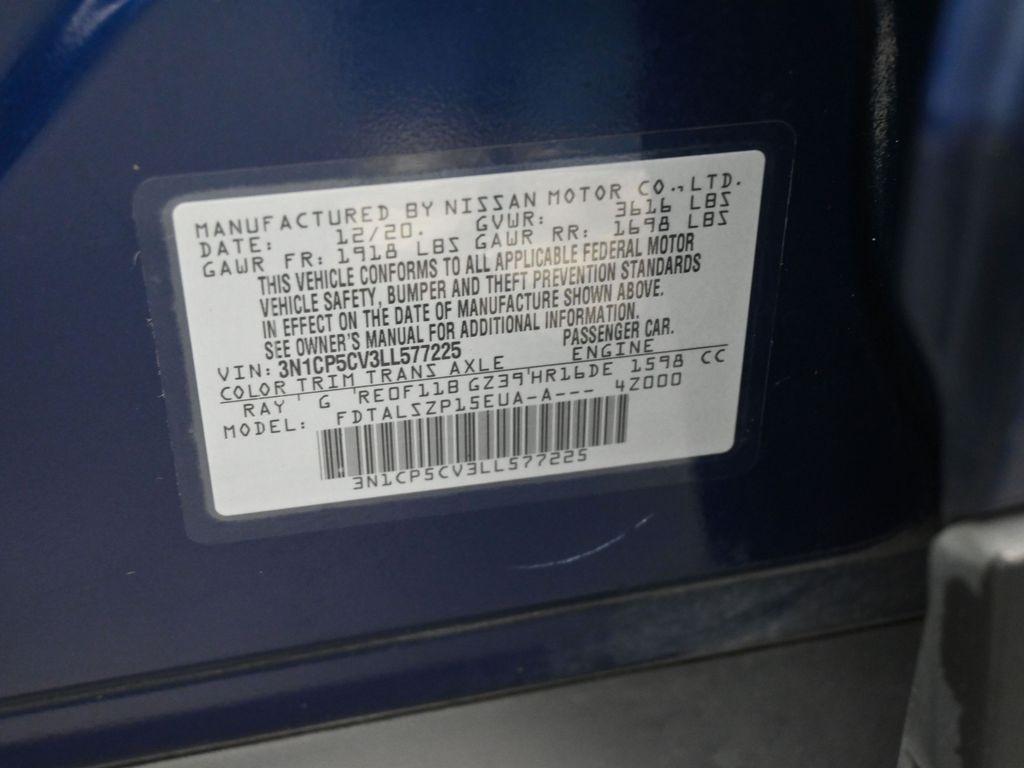 MANUFACTURED BY NISSAN MOTOR CO., LTD.
DATE: 12/20. GVWR: 3616 LBS
GAWR FR: 1918 LBS GAWR RR: 1698 LBS
THIS VEHICLE CONFORMS TO ALL APPLICABLE FEDERAL MOTOR
VEHICLE SAFETY, BUMPER AND THEFT PREVENTION STANDARDS
IN EFFECT ON THE DATE OF MANUFACTURE SHOWN ABOVE.
SEE OWNER'S MANUAL FOR ADDITIONAL INFORMATION.
VIN: 3N1CP5CV3LL577225 PASSENGER CAR.
COLOR TRIM TRANS AXLE ENGINE
RAY ' G 'RE0F11B GZ39'HR16DE 1598 CC
MODEL: FDTALSZP15EUA-A--- 4Z000
3N1CP5CV3LL577225